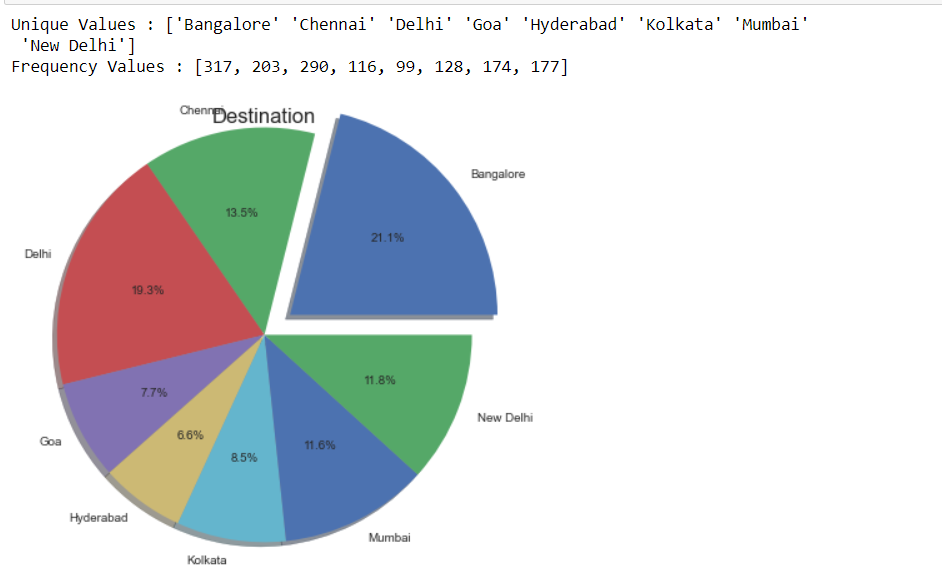 Unique Values : ['Bangalore' 'Chennai' 'Delhi' 'Goa' 'Hyderabad' 'Kolkata' 'Mumbai'
'New Delhi']
Frequency Values : [317, 203, 290, 116, 99, 128, 174, 177]
Destination
Chennai
Bangalore
13.5%
21.1%
Delhi
19.3%
11.8%
7.7%
New Delhi
6.6%
Goa
11.6%
8.5%
Hyderabad
Mumbai
Kolkata